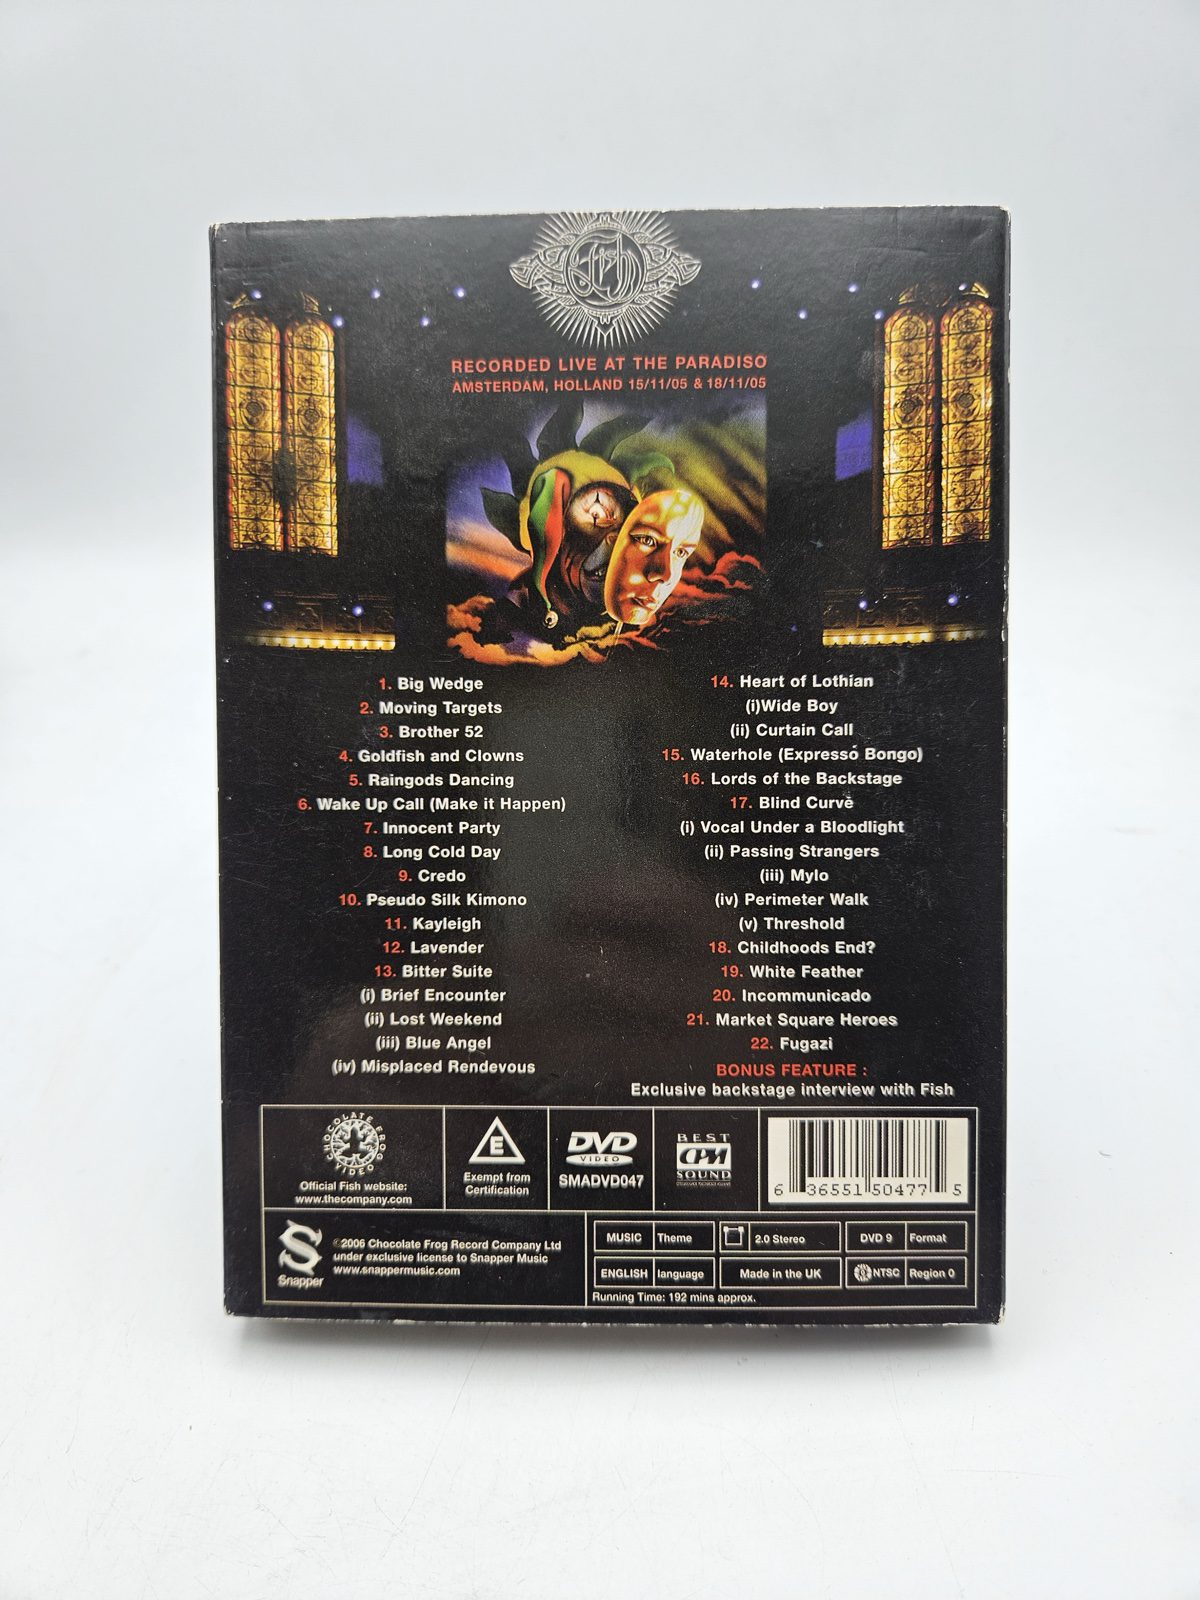 Fish
RECORDED LIVE AT THE PARADISO
AMSTERDAM, HOLLAND 15/11/05 & 18/11/05
1. Big Wedge
2. Moving Targets
3. Brother 52
4. Goldfish and Clowns
5. Raingods Dancing
6. Wake Up Call (Make it Happen)
7. Innocent Party
8. Long Cold Day
9. Credo
10. Pseudo Silk Kimono
11. Kayleigh
12. Lavender
13. Bitter Suite
(i) Brief Encounter
(ii) Lost Weekend
(iii) Blue Angel
(iv) Misplaced Rendevous
14. Heart of Lothian
(i)Wide Boy
(ii) Curtain Call
15. Waterhole (Expresso Bongo)
16. Lords of the Backstage
17. Blind Curve
(i) Vocal Under a Bloodlight
(ii) Passing Strangers
(iii) Mylo
(iv) Perimeter Walk
(v) Threshold
18. Childhoods End?
19. White Feather
20. Incommunicado
21. Market Square Heroes
22. Fugazi
BONUS FEATURE :
Exclusive backstage interview with Fish
CHOCOLATE FROG
VIDEO
Official Fish website:
www.thecompany.com
E
Exempt from
Certification
DVD
VIDEO
SMADVD047
BEST
CPM
SOUND
6 36551 50477 5
Snapper
©2006 Chocolate Frog Record Company Ltd
under exclusive license to Snapper Music
www.snappermusic.com
MUSIC Theme
2.0 Stereo
DVD 9 Format
ENGLISH language
Made in the UK
NTSC Region 0
Running Time: 192 mins approx.